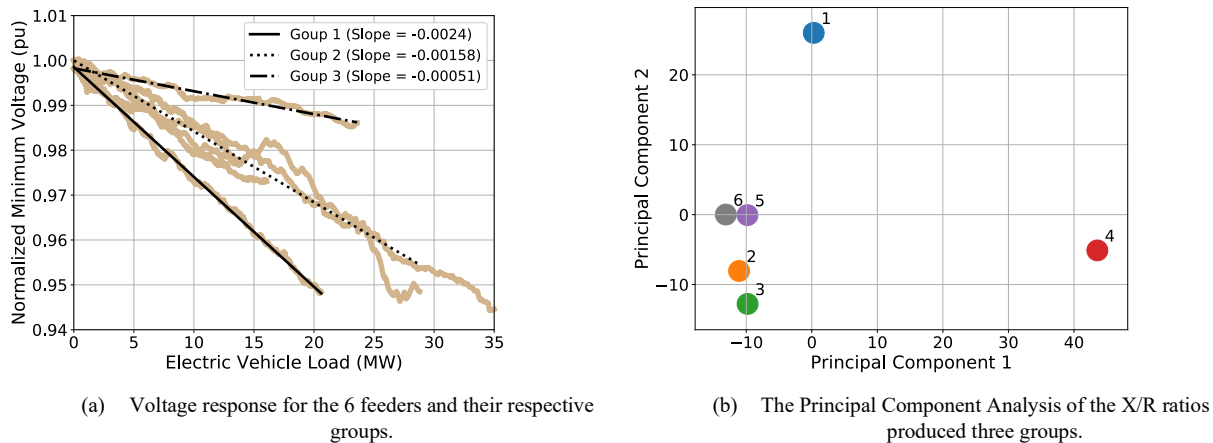 1.01
1.00
0.99
0.98
0.97
0.96
0.95
0.94
Normalized Minimum Voltage (pu)
Goup 1 (Slope = -0.0024)
Goup 2 (Slope = -0.00158)
Goup 3 (Slope = -0.00051)
0 5 10 15 20 25 30 35
Electric Vehicle Load (MW)
(a) Voltage response for the 6 feeders and their respective
groups.
20
10
0
−10
Principal Component 2
1
6
5
4
2
3
−10 0 10 20 30 40
Principal Component 1
(b) The Principal Component Analysis of the X/R ratios
produced three groups.